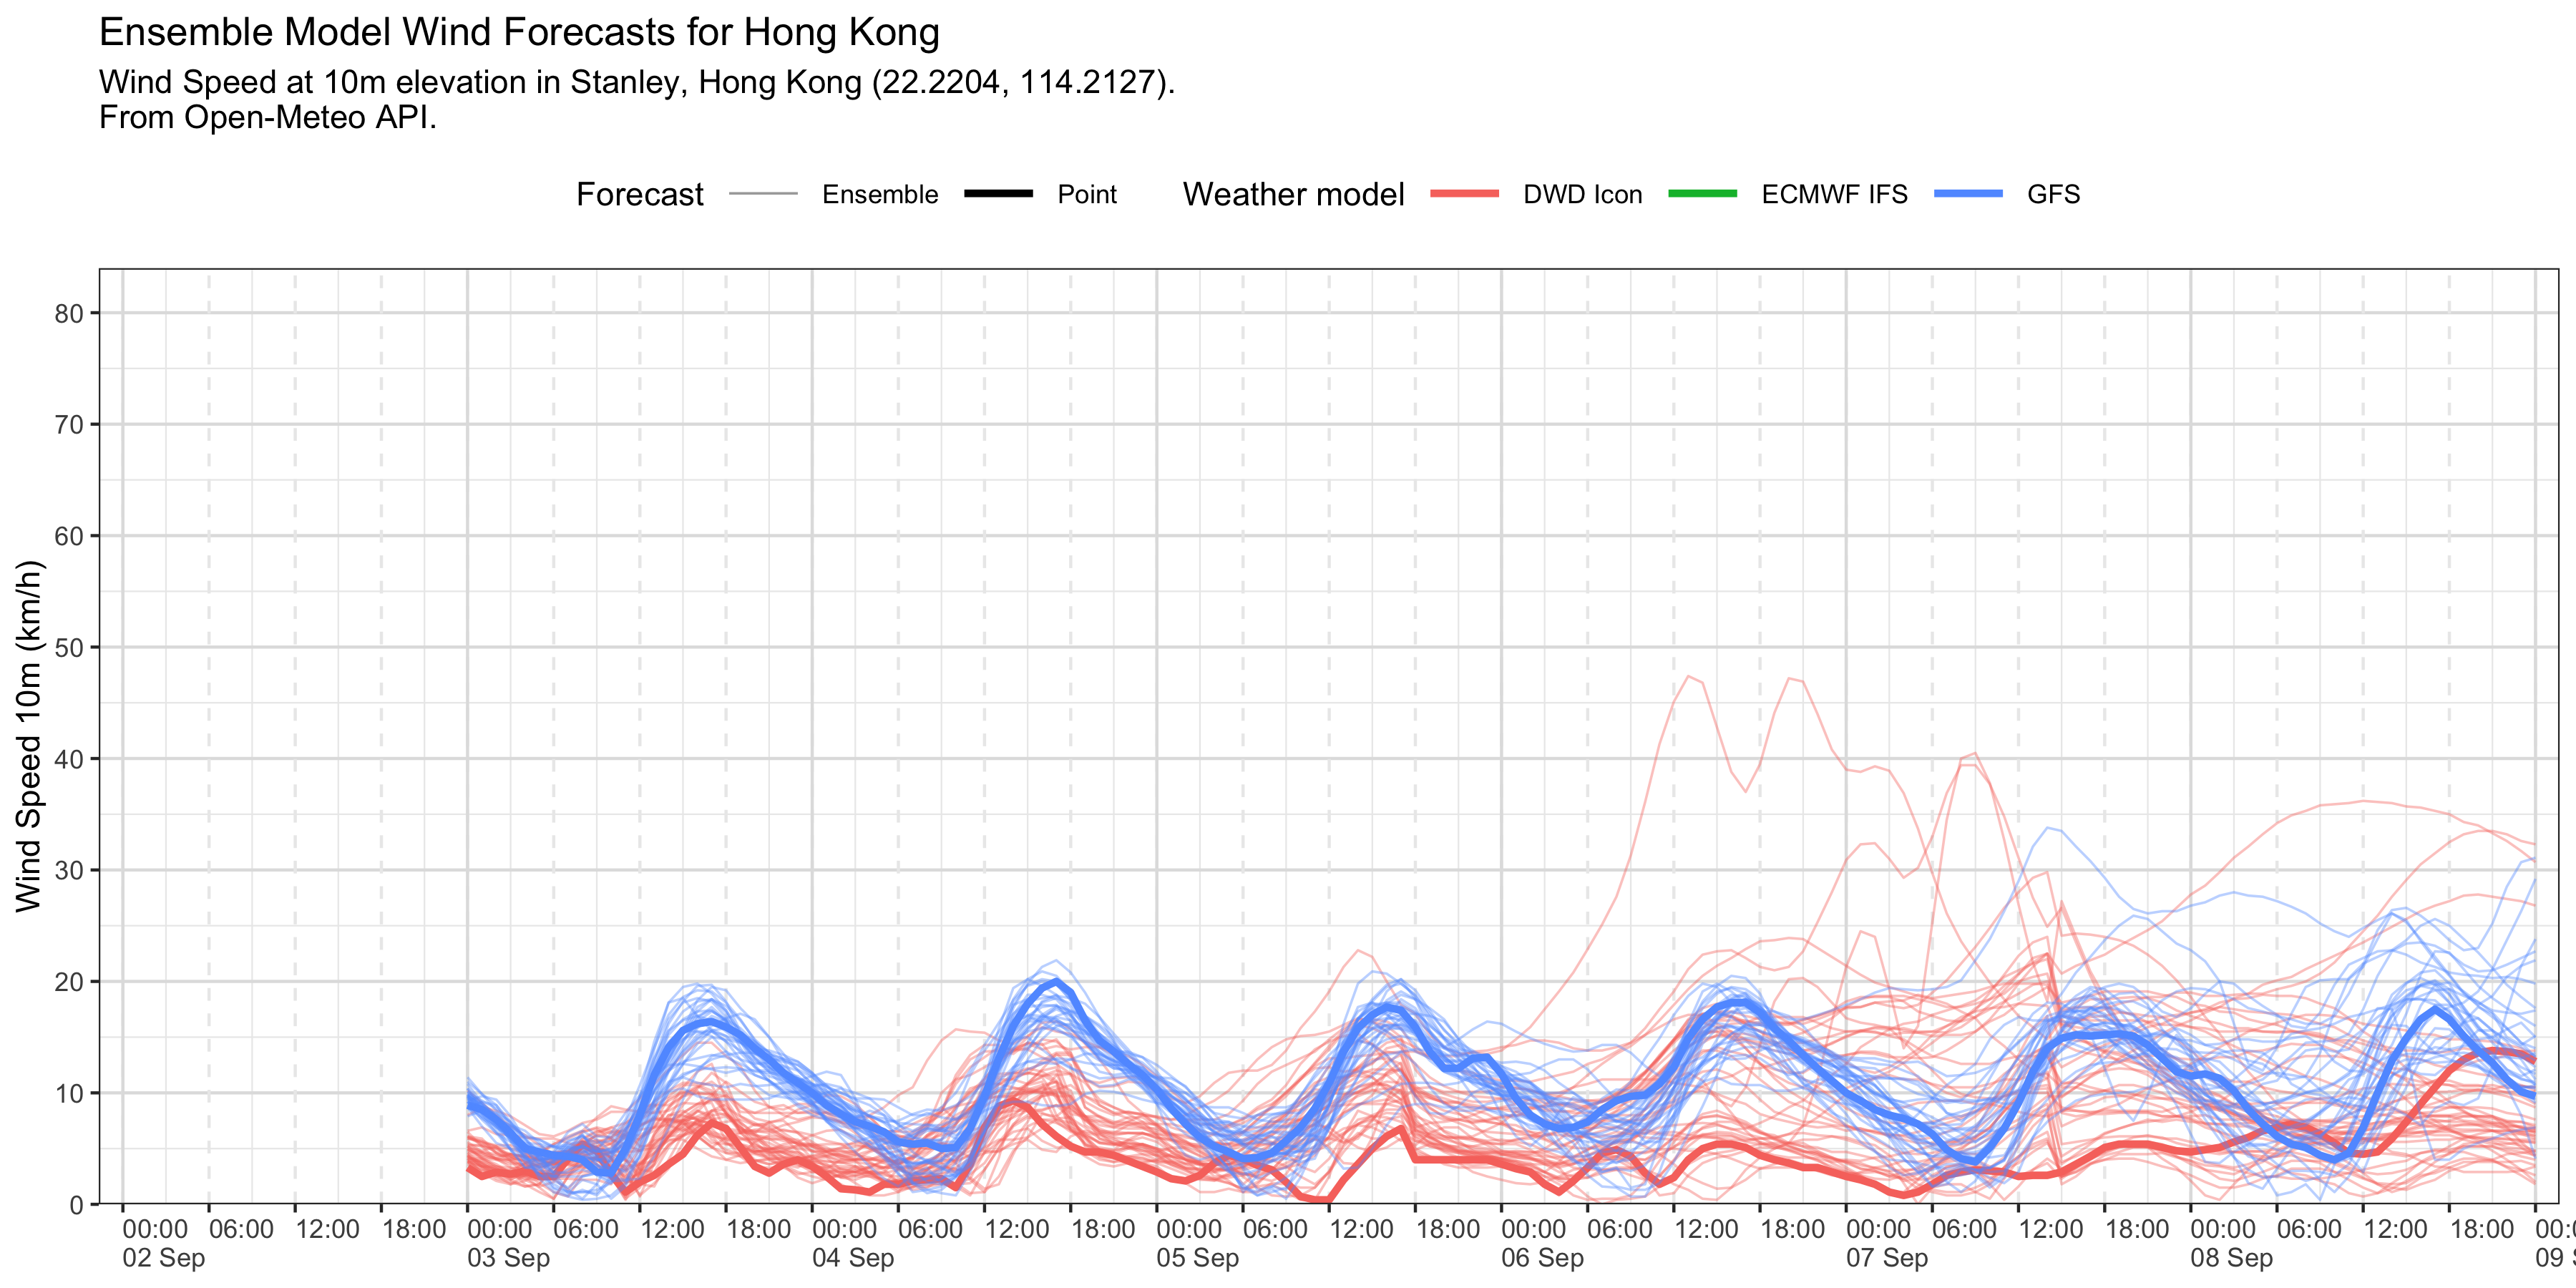 Ensemble Model Wind Forecasts for Hong Kong
Wind Speed at 10m elevation in Stanley, Hong Kong (22.2204, 114.2127).
From Open-Meteo API.
Forecast Ensemble Point Weather model DWD Icon ECMWF IFS GFS
Wind Speed 10m (km/h)
80
70
60
50
40
30
20
10
0
00:00 06:00 12:00 18:00 00:00 06:00 12:00 18:00 00:00 06:00 12:00 18:00 00:00 06:00 12:00 18:00 00:00 06:00 12:00 18:00 00:00 06:00 12:00 18:00 00:00 06:00 12:00 18:00
02 Sep 03 Sep 04 Sep 05 Sep 06 Sep 07 Sep 08 Sep 09